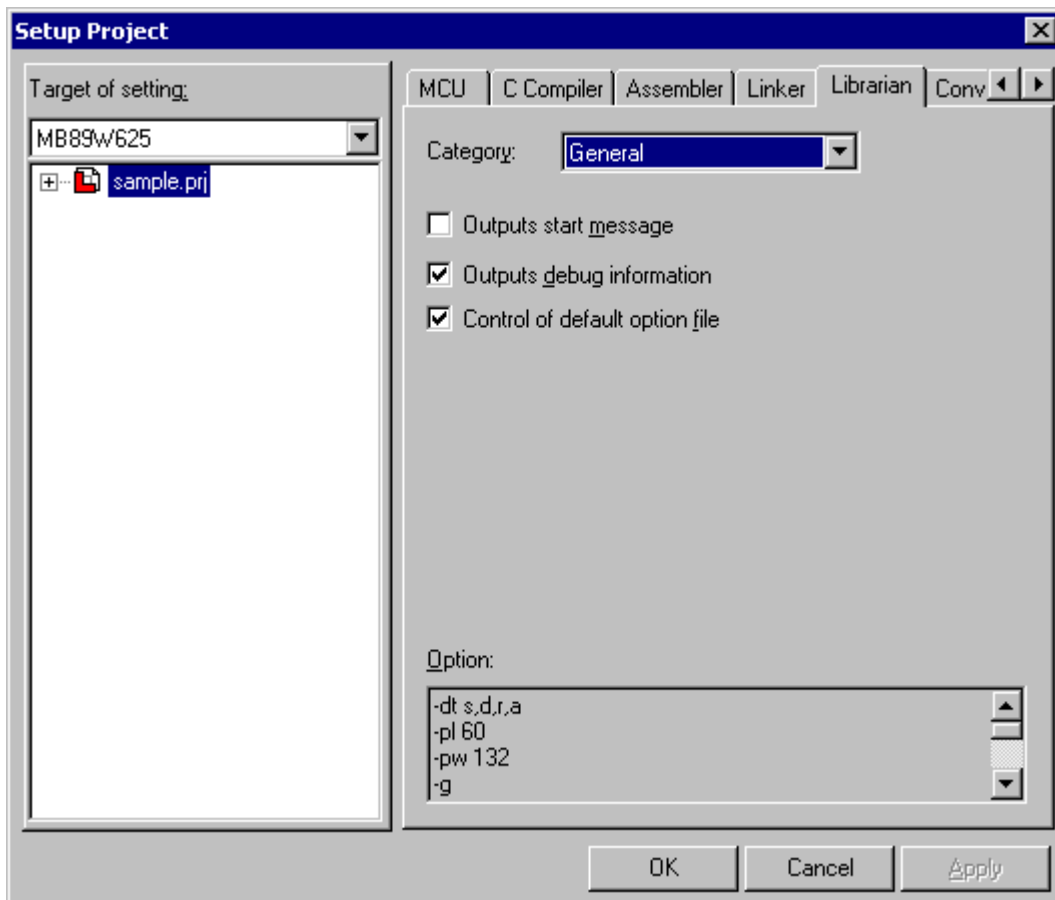 Setup Project
Target of setting:
MB89W625
sample.prj
MCU C Compiler Assembler Linker Librarian Conv
Category: General
Outputs start message
Outputs debug information
Control of default option file
Option:
-dt s,d,r,a
-pl 60
-pw 132
-g
OK Cancel Apply